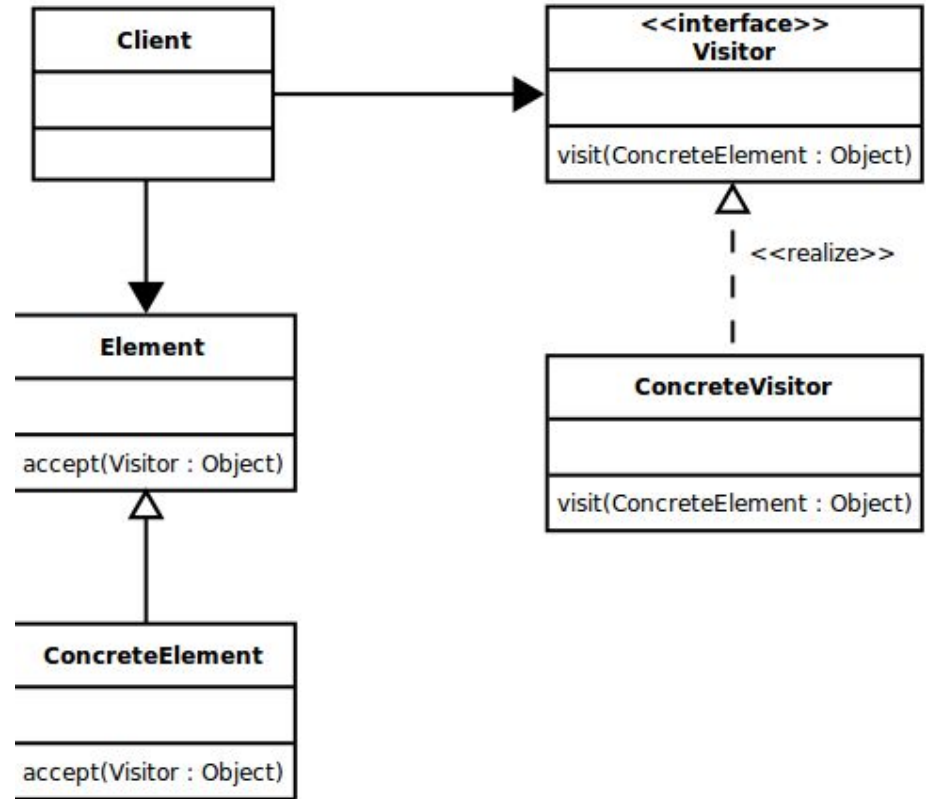 Client
<<interface>>
Visitor
visit(ConcreteElement : Object)
<<realize>>
Element
accept(Visitor : Object)
ConcreteVisitor
visit(ConcreteElement : Object)
ConcreteElement
accept(Visitor : Object)